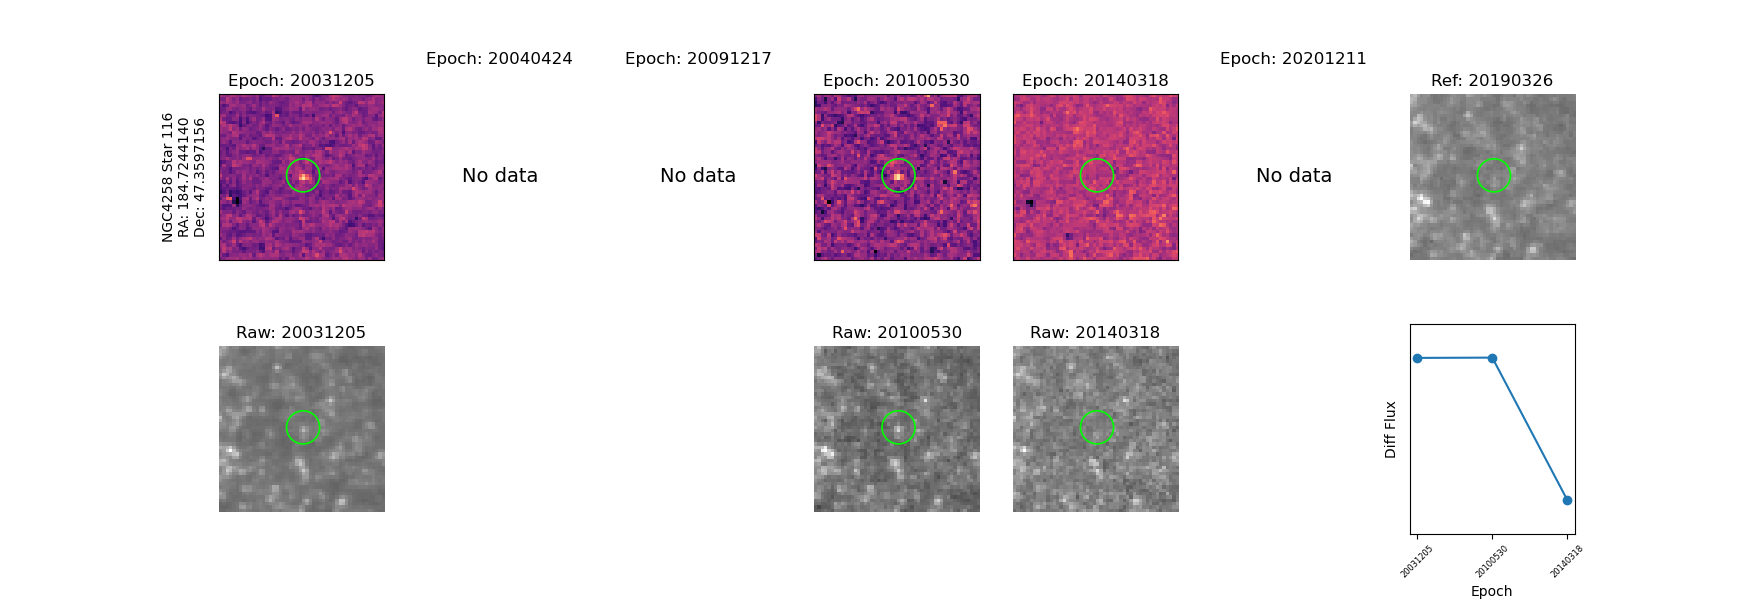 Epoch: 20031205
Epoch: 20040424
Epoch: 20091217
Epoch: 20100530
Epoch: 20140318
Epoch: 20201211
Ref: 20190326
NGC4258 Star 116
RA: 184.7244140
Dec: 47.3597156
No data
No data
No data
Raw: 20031205
Raw: 20100530
Raw: 20140318
Diff Flux
20031205
20100530
20140318
Epoch